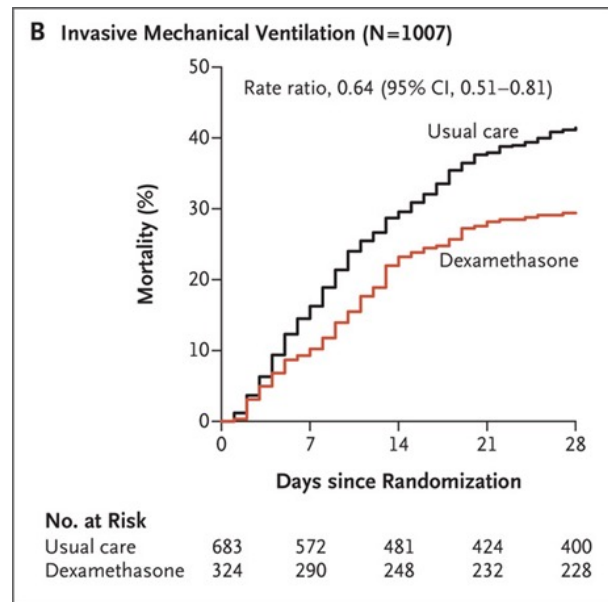 B Invasive Mechanical Ventilation (N=1007)
50
Rate ratio, 0.64 (95% CI, 0.51–0.81)
Usual care
40
30
Mortality (%)
Dexamethasone
20
10
0
0 7 14 21 28
Days since Randomization
No. at Risk
Usual care 683 572 481 424 400
Dexamethasone 324 290 248 232 228